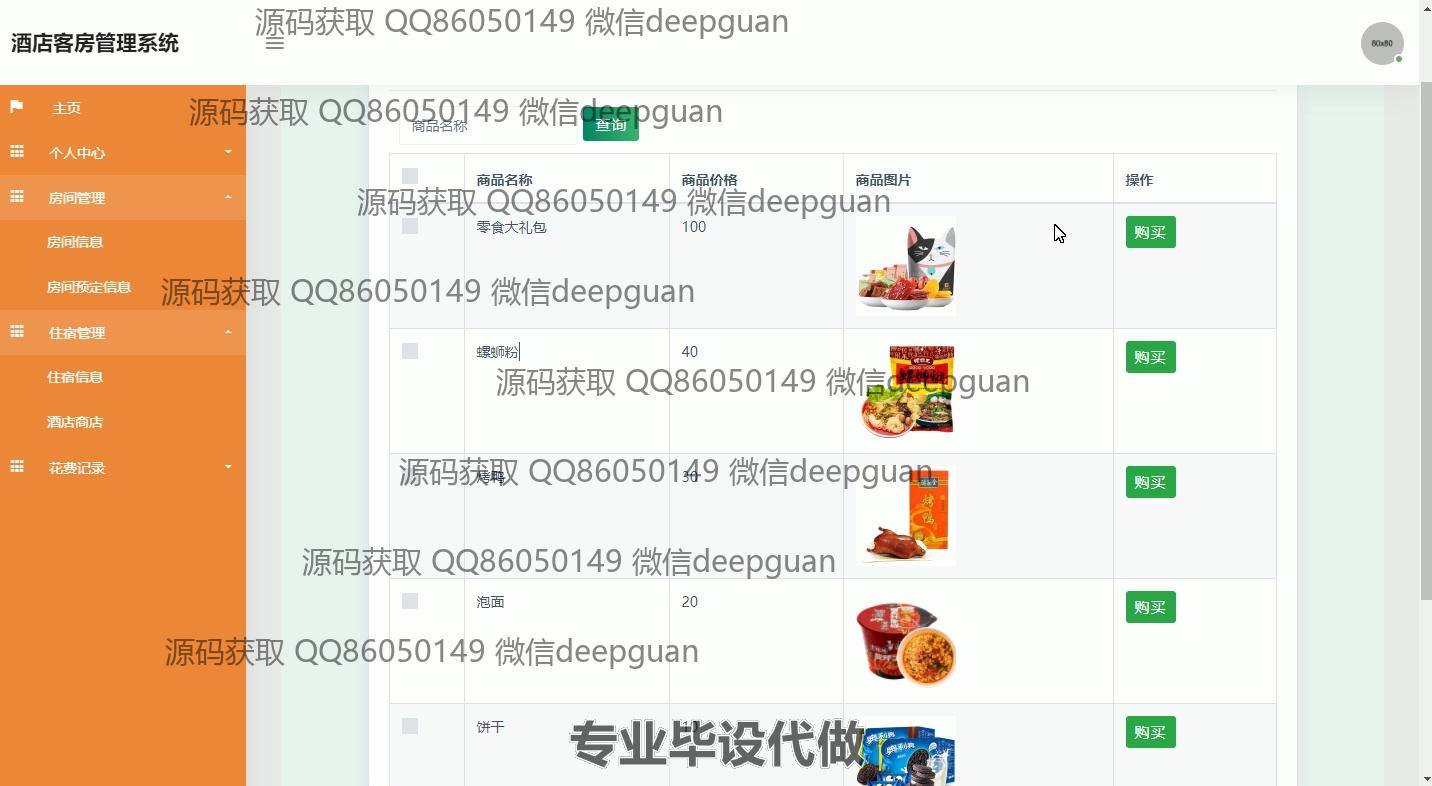 源码获取 QQ86050149 微信deepguan
酒店客房管理系统
80x80
主页
源码获取 QQ86050149 微信deepguan
商品名称
查询
个人中心
商品名称
商品价格
商品图片
操作
房间管理
源码获取 QQ86050149 微信deepguan
零食大礼包
100
购买
房间信息
房间预定信息
源码获取 QQ86050149 微信deepguan
住宿管理
螺蛳粉
40
购买
螺蛳粉
住宿信息
源码获取 QQ86050149 微信deepguan
酒店商店
花费记录
源码获取 QQ86050149 微信deepguan
烤鸭
30
购买
烤鸭
源码获取 QQ86050149 微信deepguan
泡面
20
购买
源码获取 QQ86050149 微信deepguan
饼干
10
购买
奥利奥
专业毕设代做